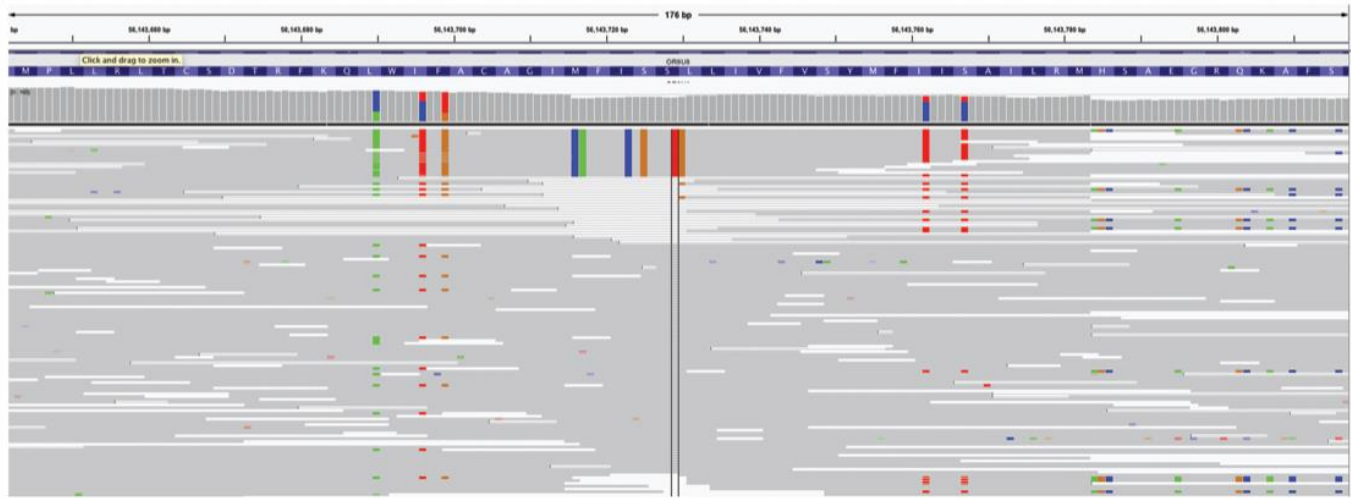 176 bp
bp 56,143,660 bp 56,143,680 bp 56,143,700 bp 56,143,720 bp 56,143,740 bp 56,143,760 bp 56,143,780 bp 56,143,800 bp
Click and drag to zoom in.
OR8U8
M P L L K L T C S D T R F K Q L W I F A C A G I M F I S S L L I V F V S Y M F I I S A I L R M H S A E G R Q K A F S